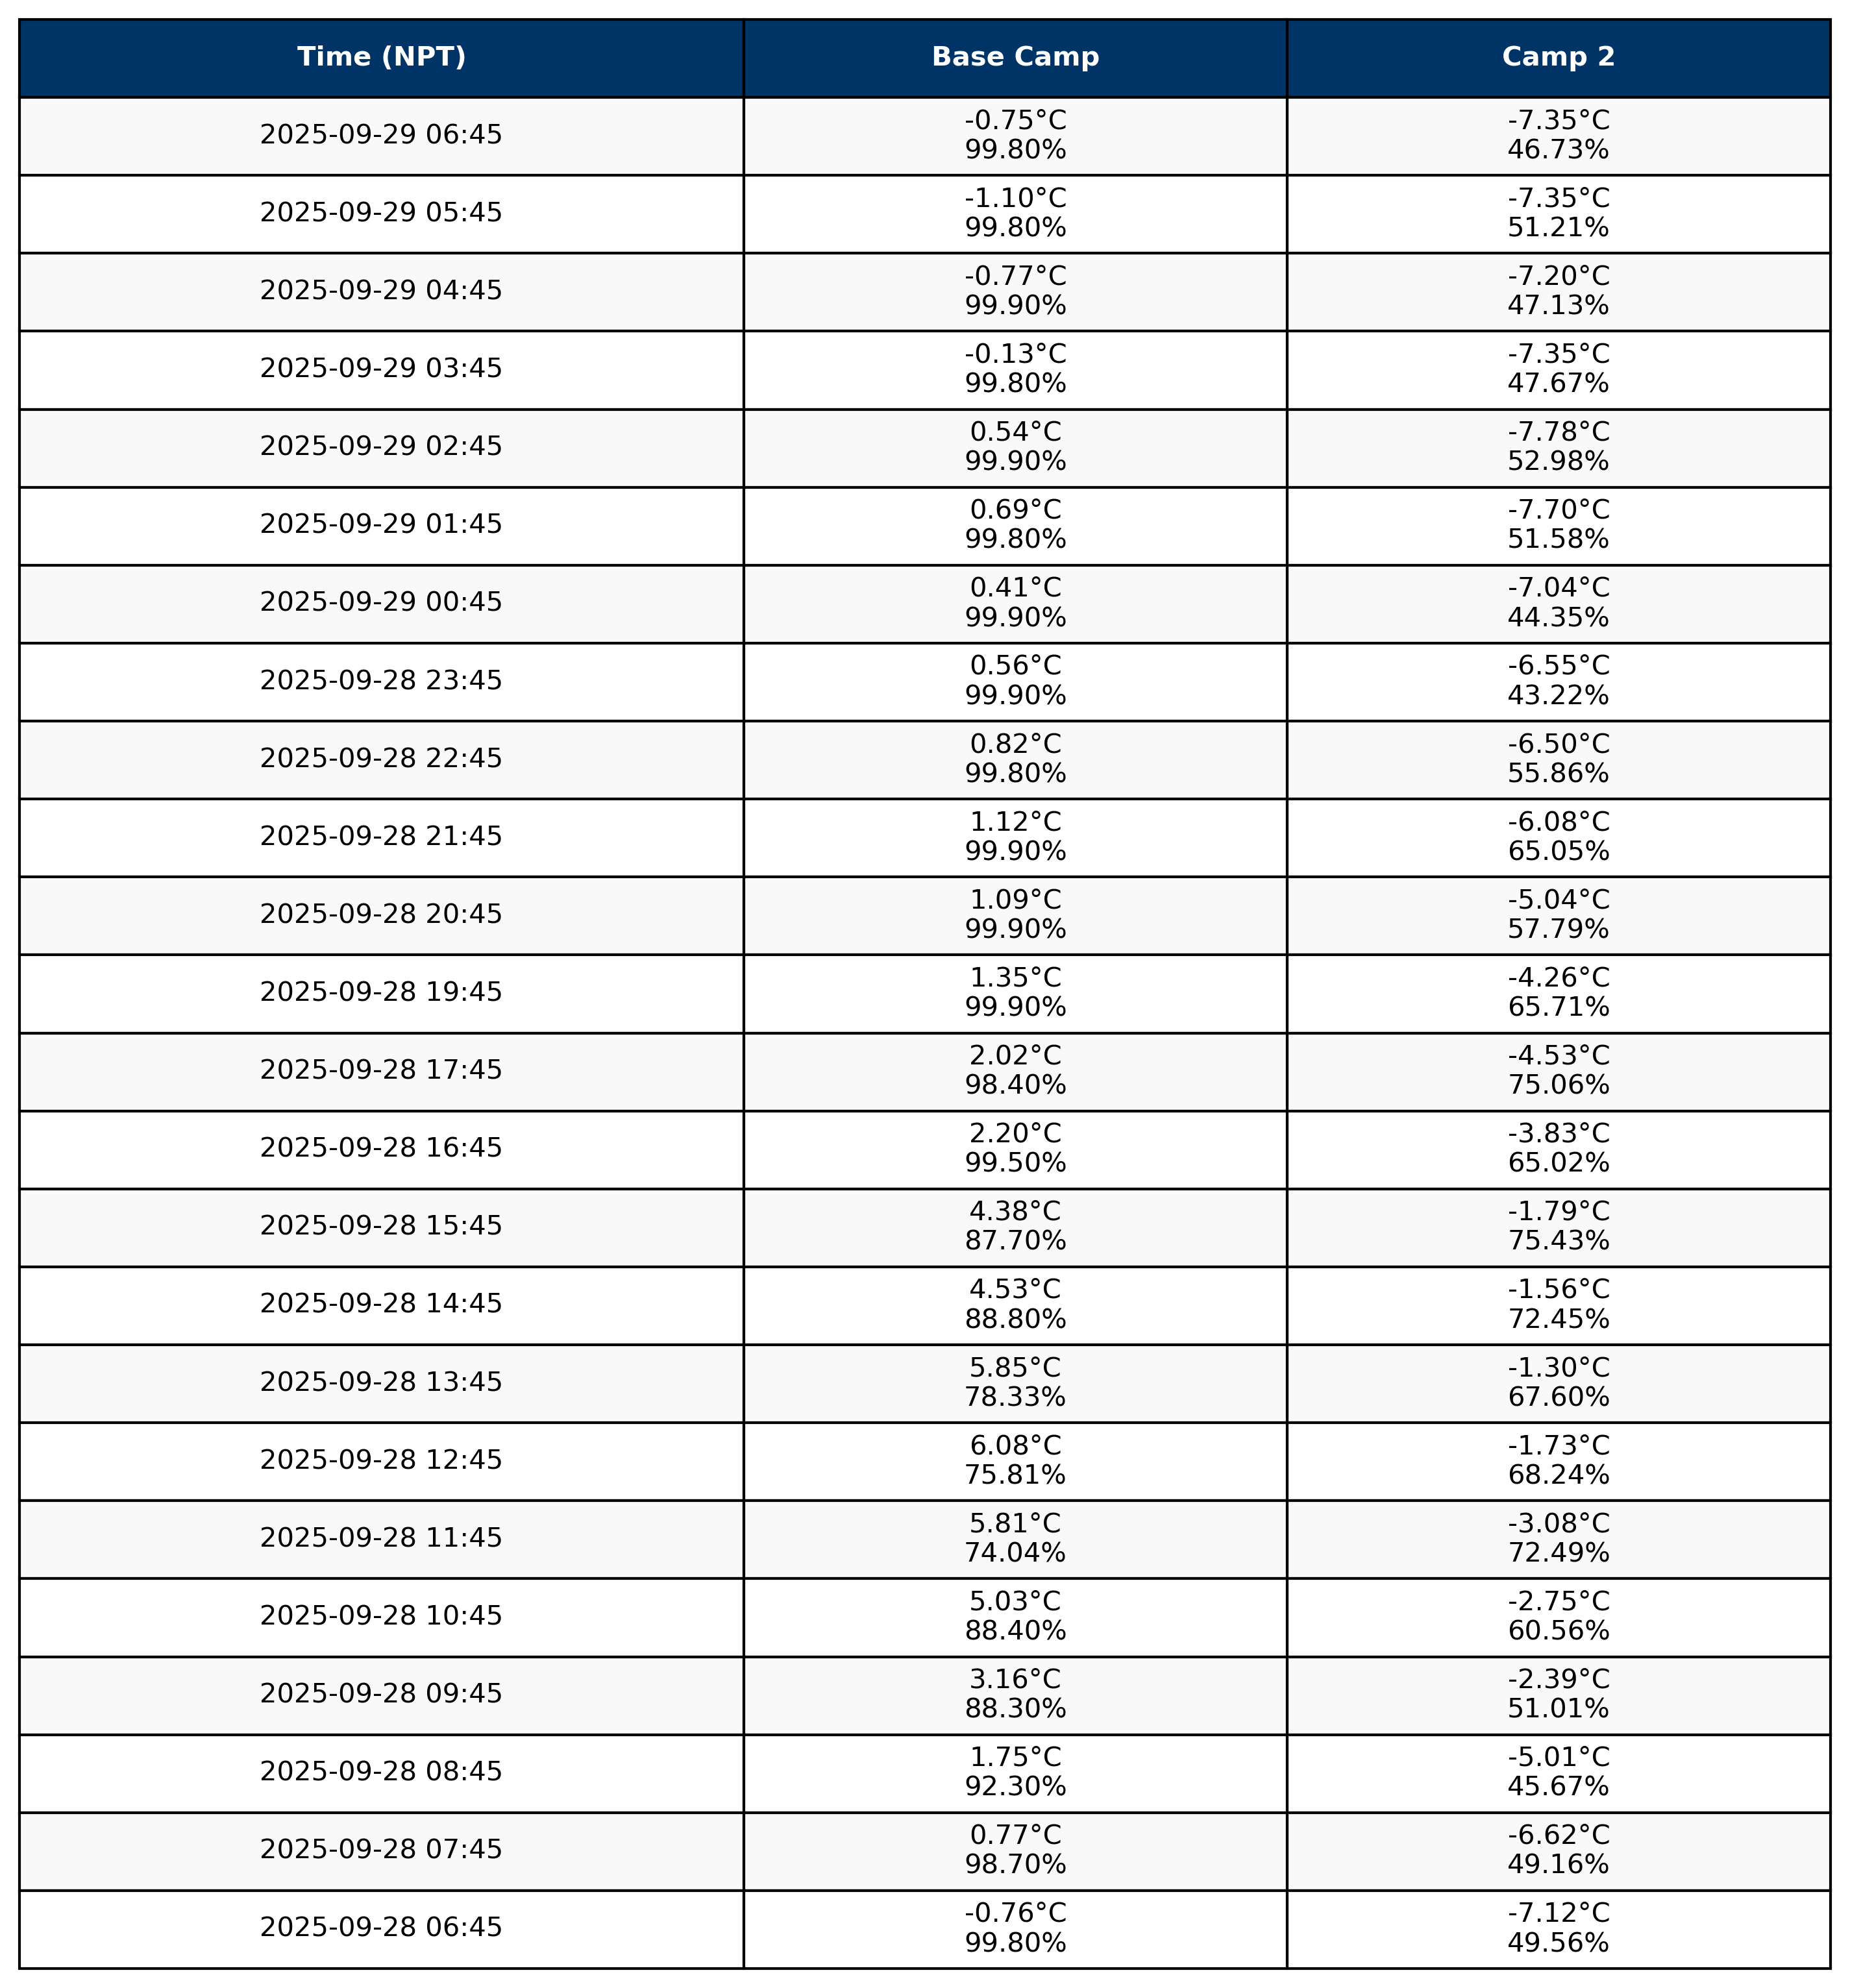 Time (NPT) Base Camp Camp 2
2025-09-29 06:45
-0.75°C
99.80%
-7.35°C
46.73%
2025-09-29 05:45
-1.10°C
99.80%
-7.35°C
51.21%
2025-09-29 04:45
-0.77°C
99.90%
-7.20°C
47.13%
2025-09-29 03:45
-0.13°C
99.80%
-7.35°C
47.67%
2025-09-29 02:45
0.54°C
99.90%
-7.78°C
52.98%
2025-09-29 01:45
0.69°C
99.80%
-7.70°C
51.58%
2025-09-29 00:45
0.41°C
99.90%
-7.04°C
44.35%
2025-09-28 23:45
0.56°C
99.90%
-6.55°C
43.22%
2025-09-28 22:45
0.82°C
99.80%
-6.50°C
55.86%
2025-09-28 21:45
1.12°C
99.90%
-6.08°C
65.05%
2025-09-28 20:45
1.09°C
99.90%
-5.04°C
57.79%
2025-09-28 19:45
1.35°C
99.90%
-4.26°C
65.71%
2025-09-28 17:45
2.02°C
98.40%
-4.53°C
75.06%
2025-09-28 16:45
2.20°C
99.50%
-3.83°C
65.02%
2025-09-28 15:45
4.38°C
87.70%
-1.79°C
75.43%
2025-09-28 14:45
4.53°C
88.80%
-1.56°C
72.45%
2025-09-28 13:45
5.85°C
78.33%
-1.30°C
67.60%
2025-09-28 12:45
6.08°C
75.81%
-1.73°C
68.24%
2025-09-28 11:45
5.81°C
74.04%
-3.08°C
72.49%
2025-09-28 10:45
5.03°C
88.40%
-2.75°C
60.56%
2025-09-28 09:45
3.16°C
88.30%
-2.39°C
51.01%
2025-09-28 08:45
1.75°C
92.30%
-5.01°C
45.67%
2025-09-28 07:45
0.77°C
98.70%
-6.62°C
49.16%
2025-09-28 06:45
-0.76°C
99.80%
-7.12°C
49.56%